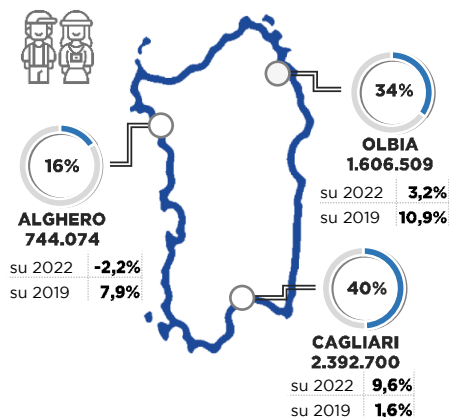 34%
OLBIA
1.606.509
su 2022 3,2%
su 2019 10,9%
16%
ALGHERO
744.074
su 2022 -2,2%
su 2019 7,9%
40%
CAGLIARI
2.392.700
su 2022 9,6%
su 2019 1,6%